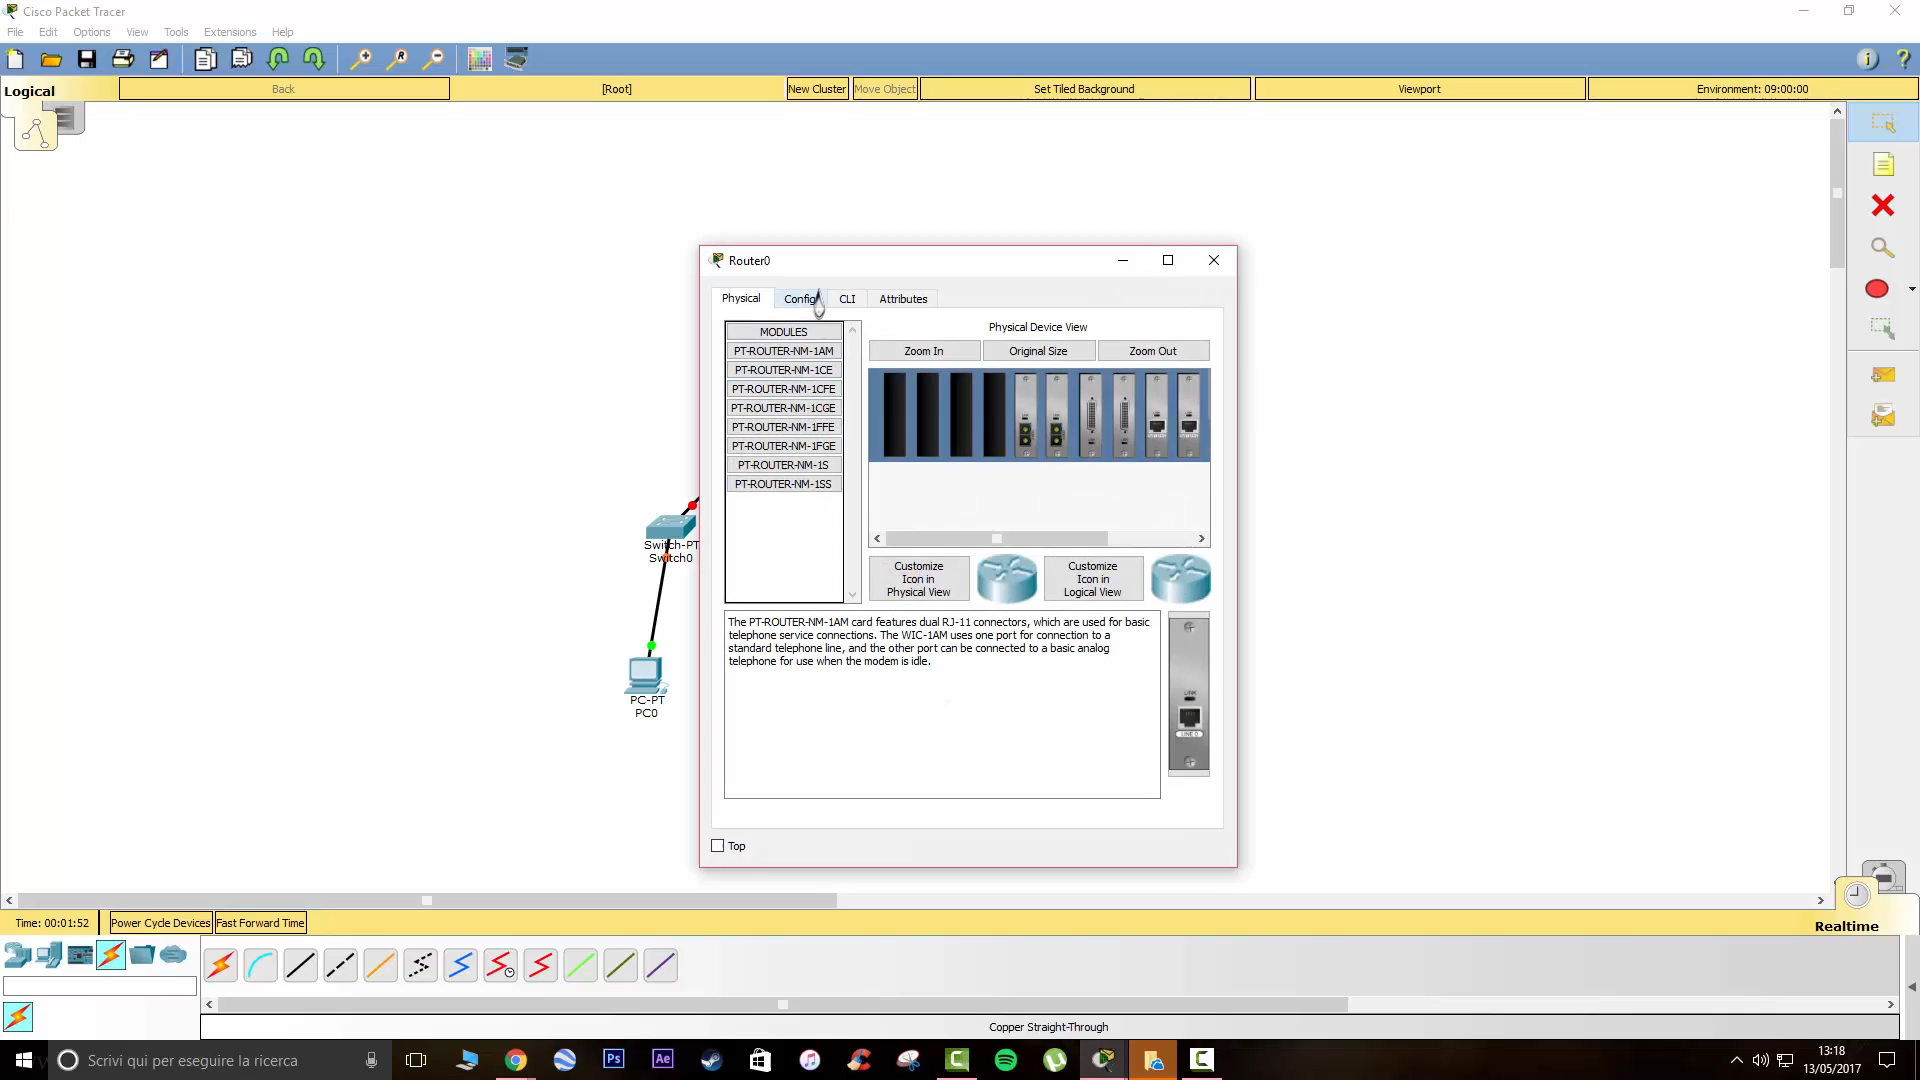 Cisco Packet Tracer
File Edit Options View Tools Extensions Help
Logical Back [Root] New Cluster Move Object Set Tiled Background Viewport Environment: 09:00:00
Router0
Physical Config CLI Attributes
MODULES
PT-ROUTER-NM-1AM
PT-ROUTER-NM-1CE
PT-ROUTER-NM-1CFE
PT-ROUTER-NM-1CGE
PT-ROUTER-NM-1FFE
PT-ROUTER-NM-1FGE
PT-ROUTER-NM-1S
PT-ROUTER-NM-1SS
Physical Device View
Zoom In Original Size Zoom Out
Customize
Icon in
Physical View
Customize
Icon in
Logical View
The PT-ROUTER-NM-1AM card features dual RJ-11 connectors, which are used for basic
telephone service connections. The WIC-1AM uses one port for connection to a
standard telephone line, and the other port can be connected to a basic analog
telephone for use when the modem is idle.
LINK
LINE 0
Top
Switch-PT
Switch0
PC-PT
PC0
Time: 00:01:52 Power Cycle Devices Fast Forward Time
Realtime
Copper Straight-Through
Scrivi qui per eseguire la ricerca
Ps
Ae
13:18
13/05/2017